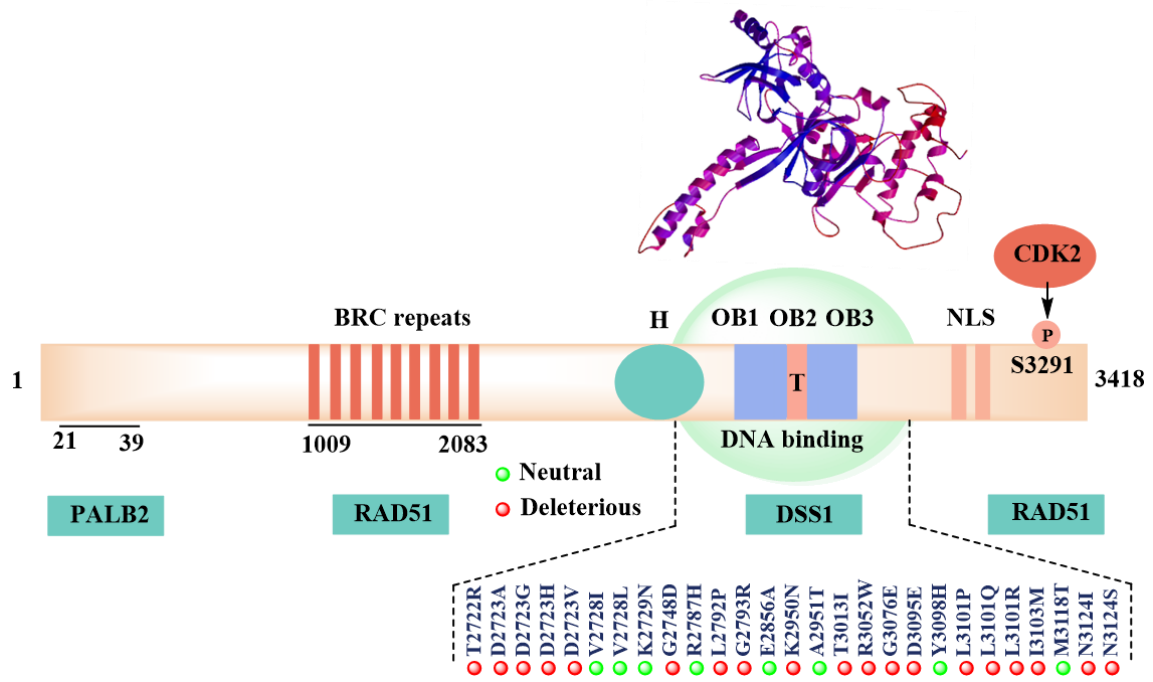 CDK2
P
BRC repeats
H
OB1 OB2 OB3
NLS
S3291
1
T
3418
21
39
1009
2083
DNA binding
Neutral
Deleterious
PALB2
RAD51
DSS1
RAD51
T2722R
D2723A
D2723G
D2723H
D2723V
V2728I
V2728L
K2729N
G2748D
R2787H
L2792P
G2793R
E2856A
K2950N
A2951T
T3013I
R3052W
G3076E
D3095E
Y3098H
L3101P
L3101Q
L3101R
I3103M
M3118T
N3124I
N3124S